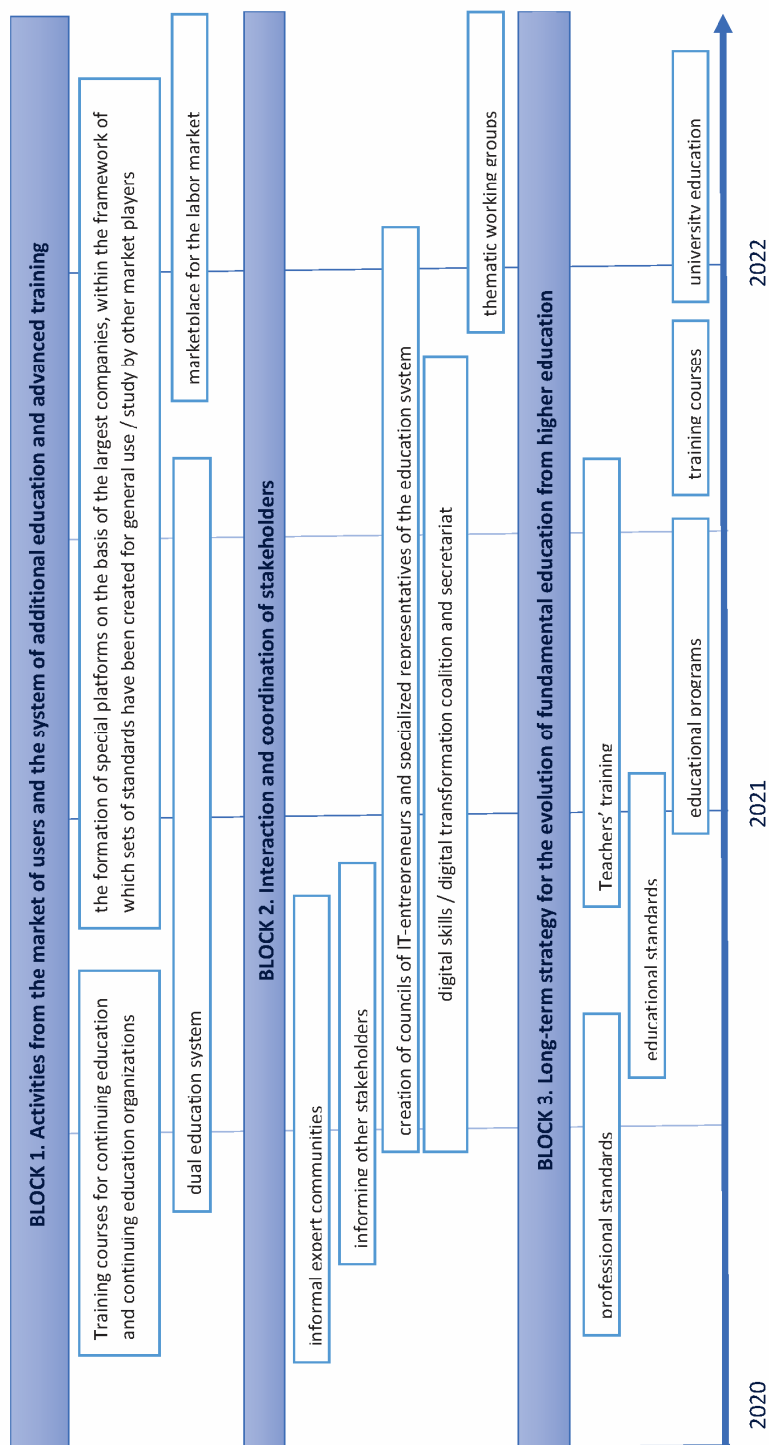 BLOCK 1. Activities from the market of users and the system of additional education and advanced training
Training courses for continuing education
and continuing education organizations
the formation of special platforms on the basis of the largest companies, within the framework of
which sets of standards have been created for general use / study by other market players
dual education system
marketplace for the labor market
BLOCK 2. Interaction and coordination of stakeholders
informal expert communities
informing other stakeholders
creation of councils of IT-entrepreneurs and specialized representatives of the education system
digital skills / digital transformation coalition and secretariat
thematic working groups
BLOCK 3. Long-term strategy for the evolution of fundamental education from higher education
professional standards
Teachers' training
educational standards
educational programs
training courses
university education
2020
2021
2022